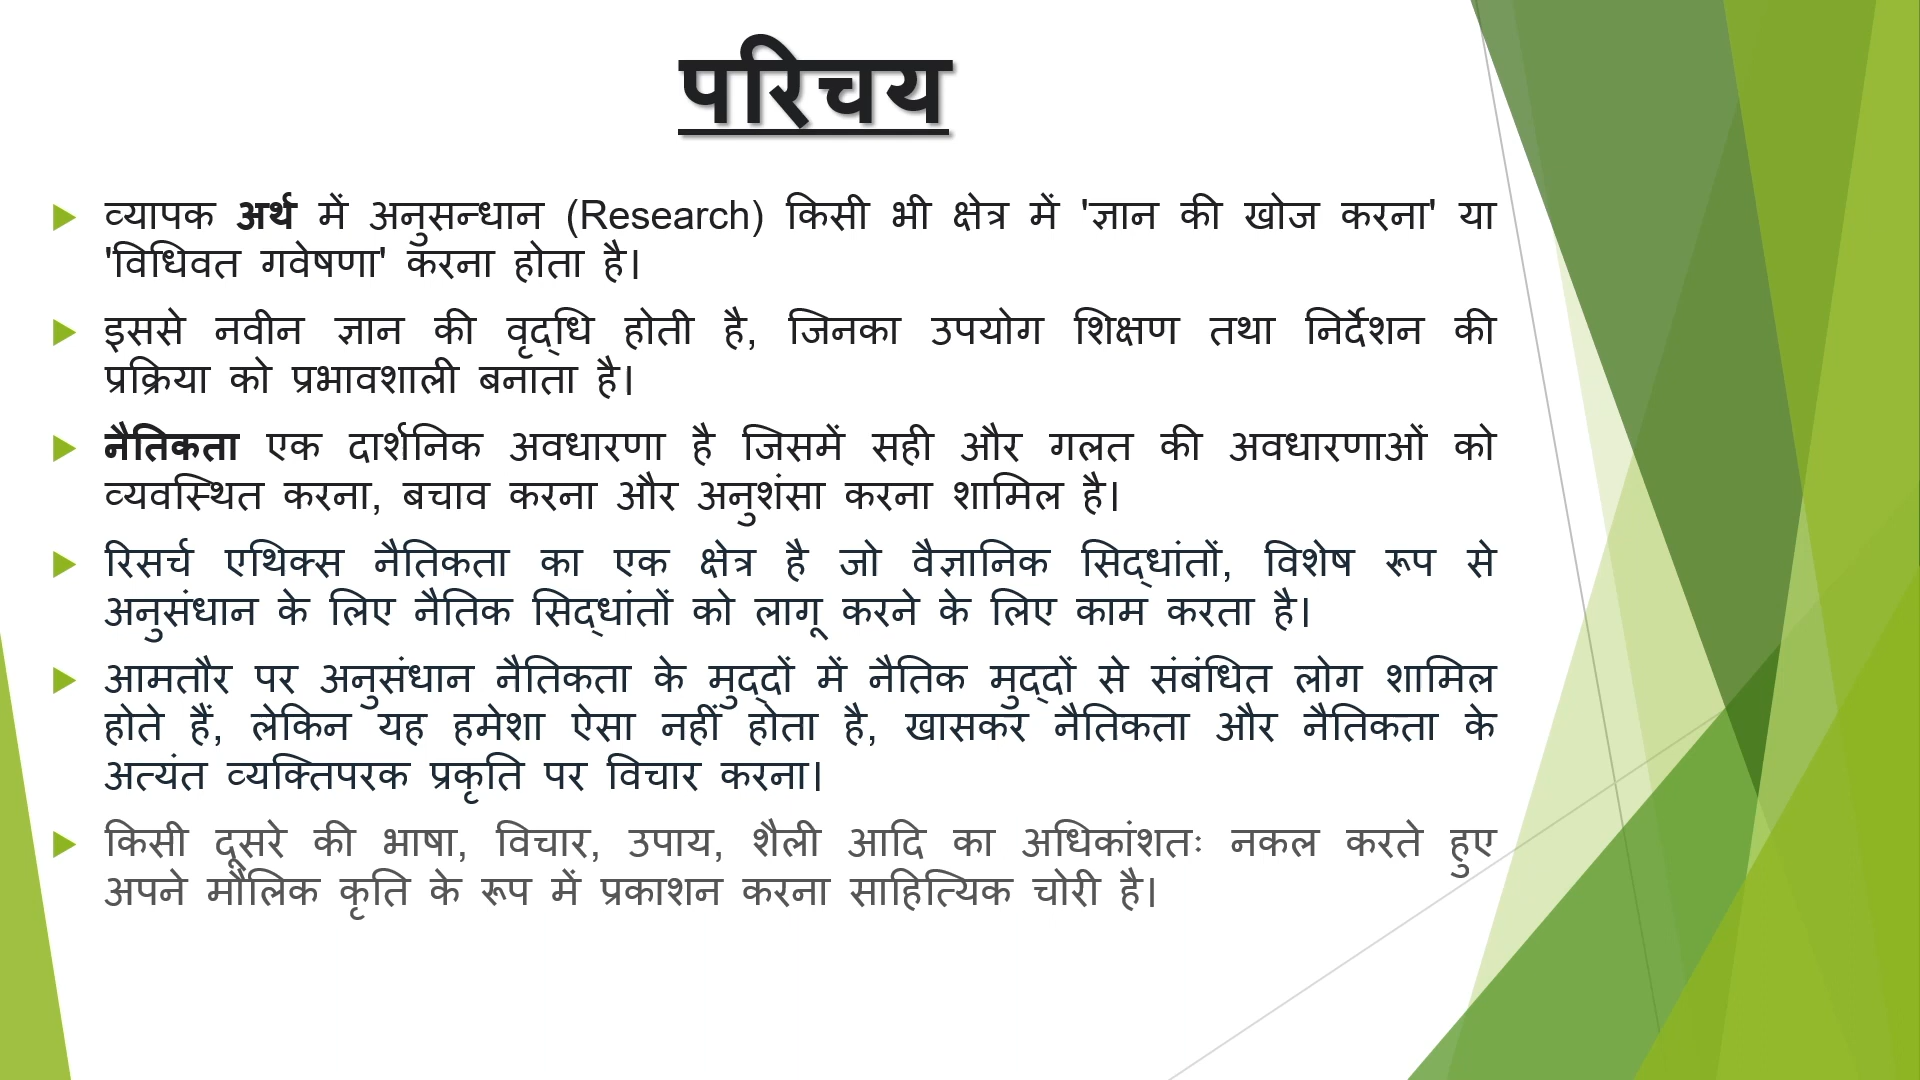 परिचय
व्यापक अर्थ में अनुसन्धान (Research) किसी भी क्षेत्र में 'ज्ञान की खोज करना' या
'विधिवत गवेषणा' करना होता है।
इससे नवीन ज्ञान की वृद्धि होती है, जिनका उपयोग शिक्षण तथा निर्देशन की
प्रक्रिया को प्रभावशाली बनाता है।
नैतिकता एक दार्शनिक अवधारणा है जिसमें सही और गलत की अवधारणाओं को
व्यवस्थित करना, बचाव करना और अनुशंसा करना शामिल है।
रिसर्च एथिक्स नैतिकता का एक क्षेत्र है जो वैज्ञानिक सिद्धांतों, विशेष रूप से
अनुसंधान के लिए नैतिक सिद्धांतों को लागू करने के लिए काम करता है।
आमतौर पर अनुसंधान नैतिकता के मुद्दों में नैतिक मुद्दों से संबंधित लोग शामिल
होते हैं, लेकिन यह हमेशा ऐसा नहीं होता है, खासकर नैतिकता और नैतिकता के
अत्यंत व्यक्तिपरक प्रकृति पर विचार करना।
किसी दूसरे की भाषा, विचार, उपाय, शैली आदि का अधिकांशतः नकल करते हुए
अपने मौलिक कृति के रूप में प्रकाशन करना साहित्यिक चोरी है।